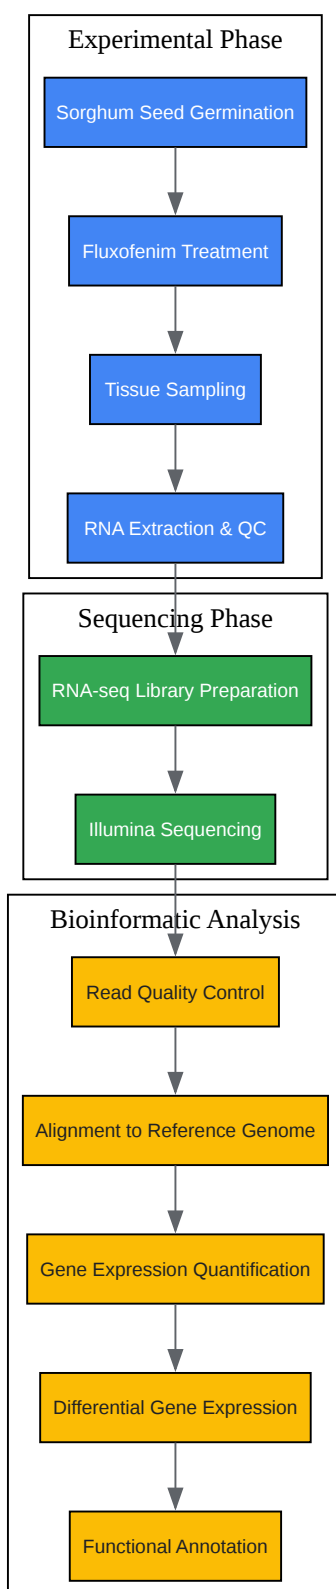 Experimental Phase
Sorghum Seed Germination
Fluxofenim Treatment
Tissue Sampling
RNA Extraction & QC
Sequencing Phase
RNA-seq Library Preparation
Illumina Sequencing
Bioinformatic Analysis
Read Quality Control
Alignment to Reference Genome
Gene Expression Quantification
Differential Gene Expression
Functional Annotation